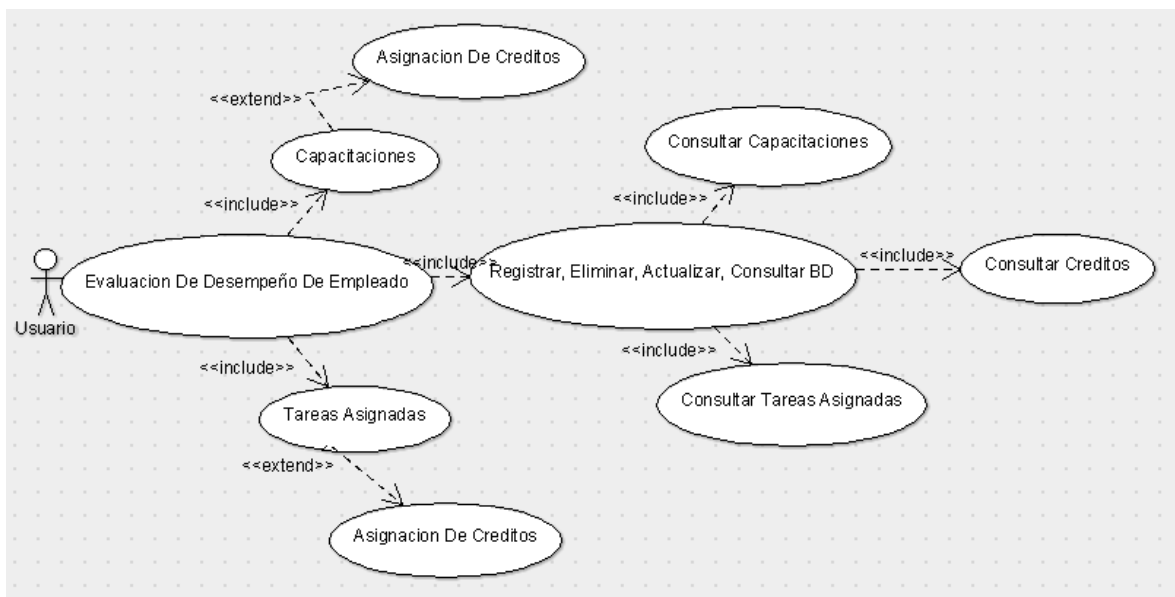 Asignacion De Creditos
<<extend>>
Capacitaciones
Consultar Capacitaciones
<<include>>
<<include>>
Evaluacion De Desempeño De Empleado
<<include>>
Registrar, Eliminar, Actualizar, Consultar BD
<<include>>
Consultar Creditos
Usuario
<<include>>
<<include>>
Tareas Asignadas
Consultar Tareas Asignadas
<<extend>>
Asignacion De Creditos